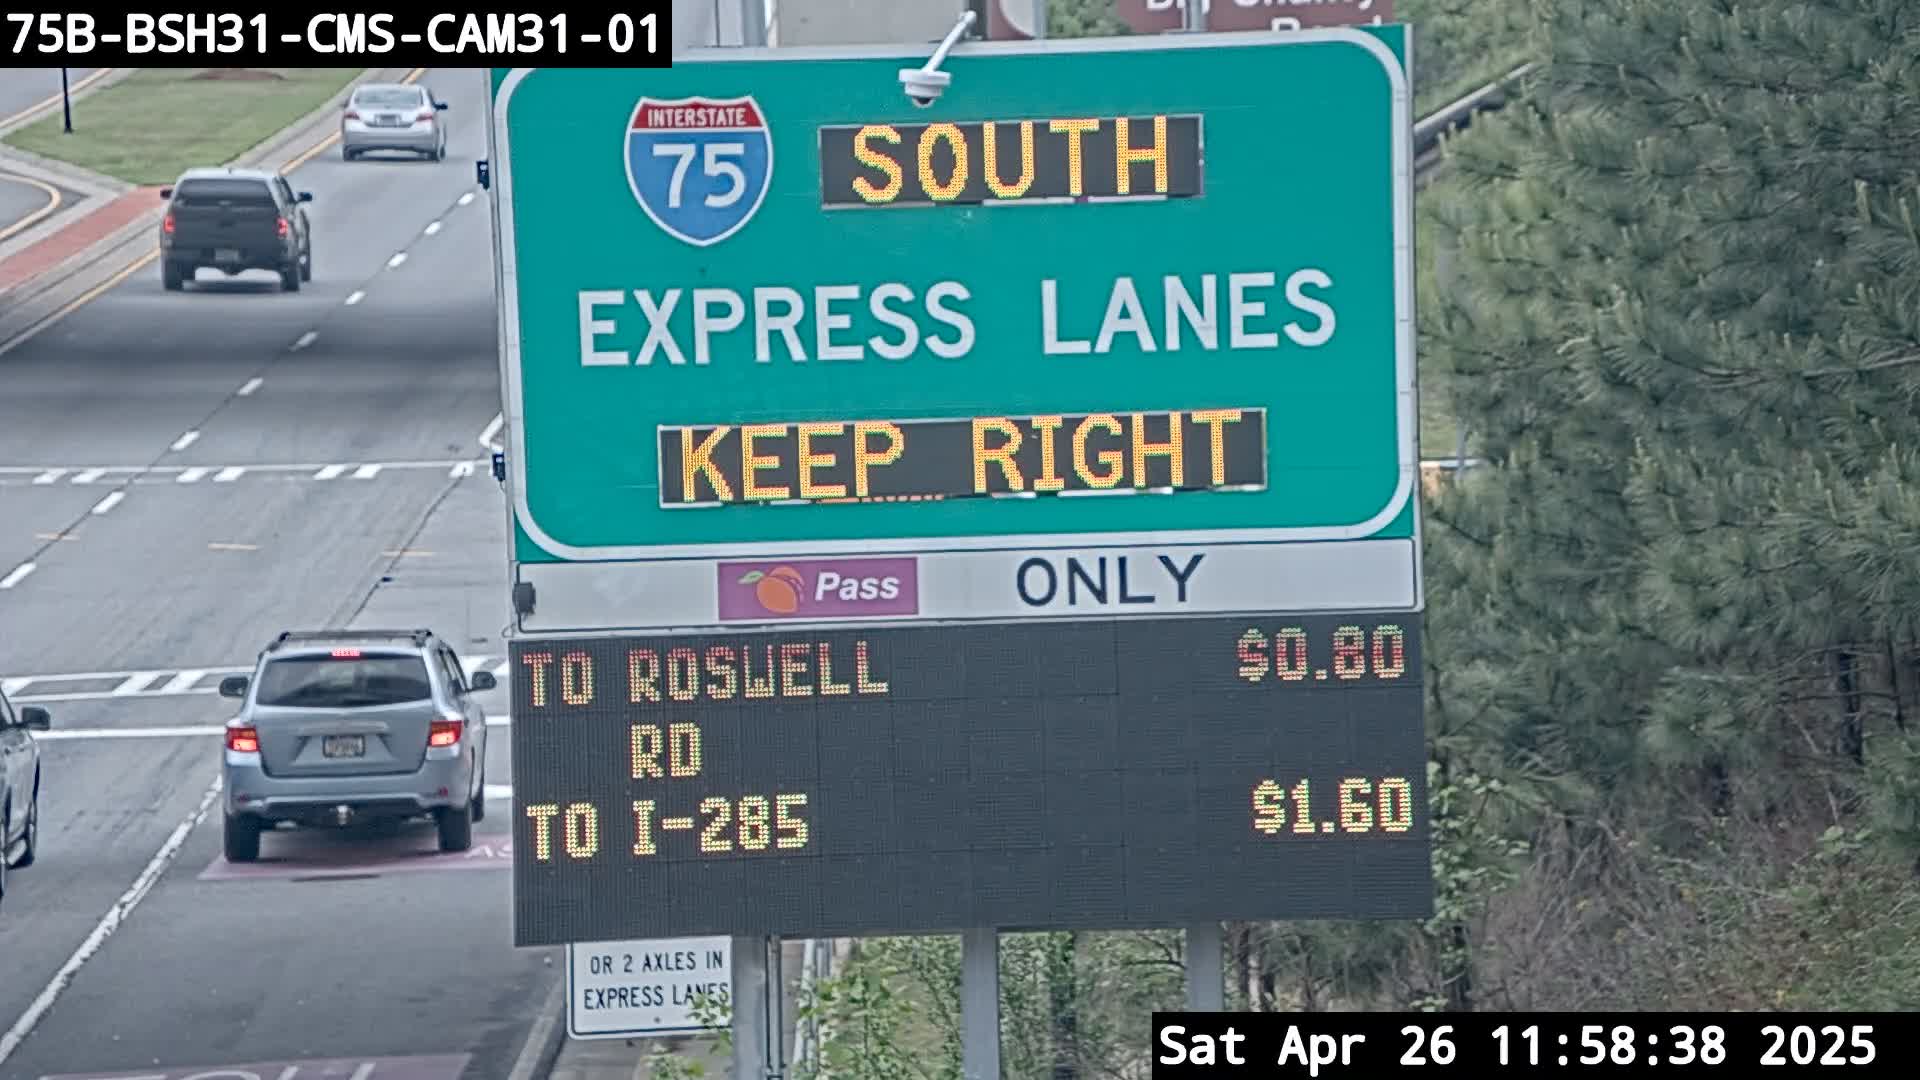 75B-BSH31-CMS-CAM31-01
INTERSTATE
75
SOUTH
EXPRESS LANES
KEEP RIGHT
Pass
ONLY
TO ROSWELL $0.80
RD
TO I-285 $1.60
OR 2 AXLES IN
EXPRESS LANES
Sat Apr 26 11:58:38 2025